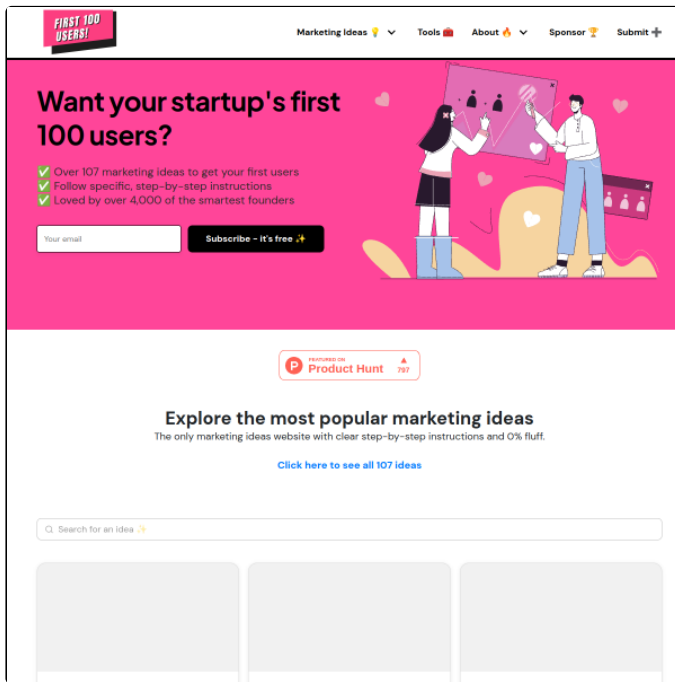 FIRST 100
USERS!
Marketing Ideas 💡
Tools 🧰
About 🔥
Sponsor 🏆
Submit ➕
Want your startup's first
100 users?
✅ Over 107 marketing ideas to get your first users
✅ Follow specific, step-by-step instructions
✅ Loved by over 4,000 of the smartest founders
Your email
Subscribe - it's free ✨
P
FEATURED ON
Product Hunt
▲
797
Explore the most popular marketing ideas
The only marketing ideas website with clear step-by-step instructions and 0% fluff.
Click here to see all 107 ideas
Search for an idea ✨